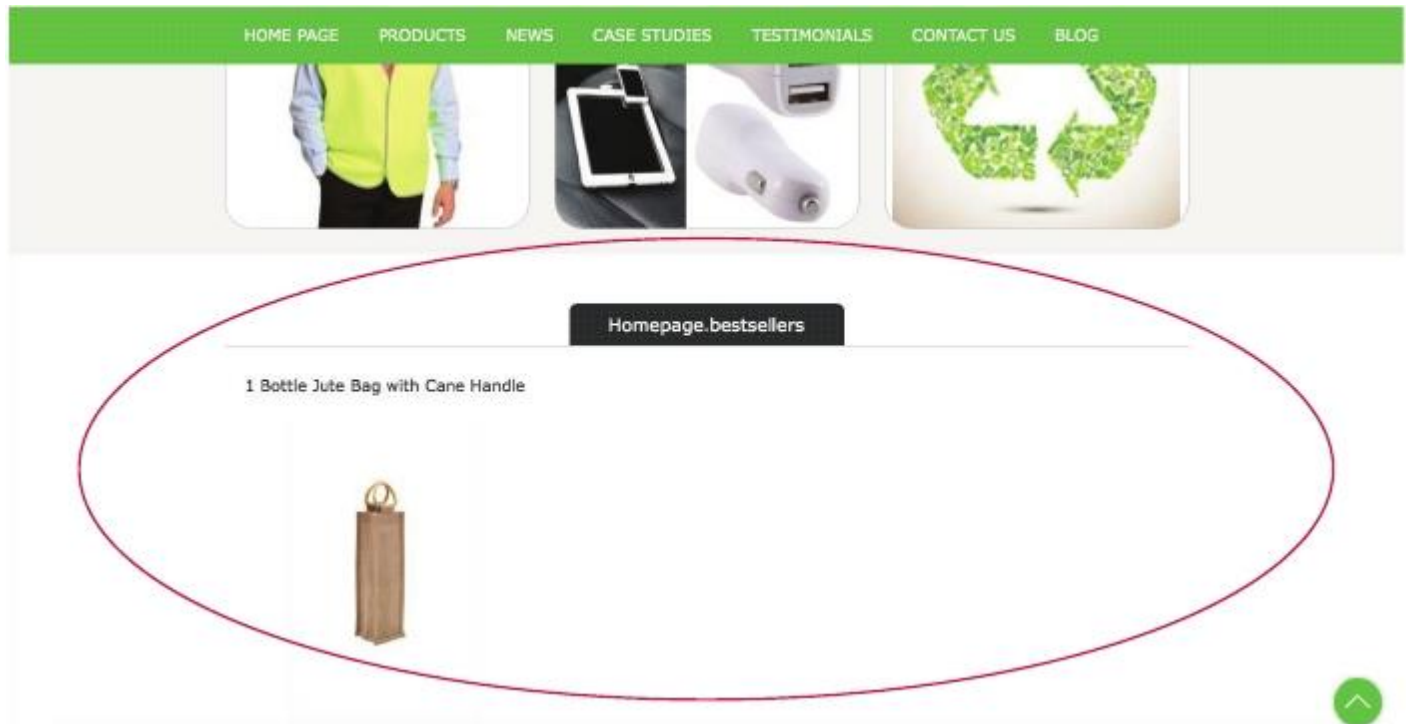 HOME PAGE PRODUCTS NEWS CASE STUDIES TESTIMONIALS CONTACT US BLOG
Homepage.bestsellers
1 Bottle Jute Bag with Cane Handle